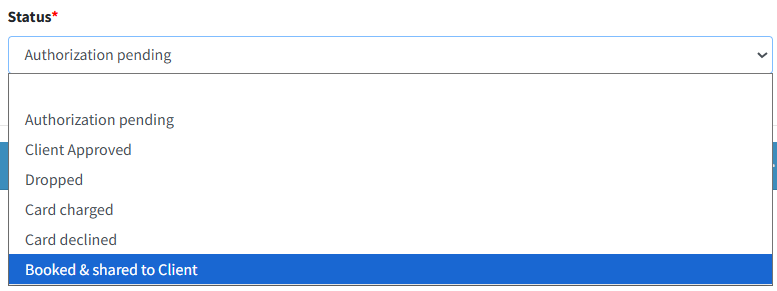 Status*
Authorization pending
Authorization pending
Client Approved
Dropped
Card charged
Card declined
Booked & shared to Client